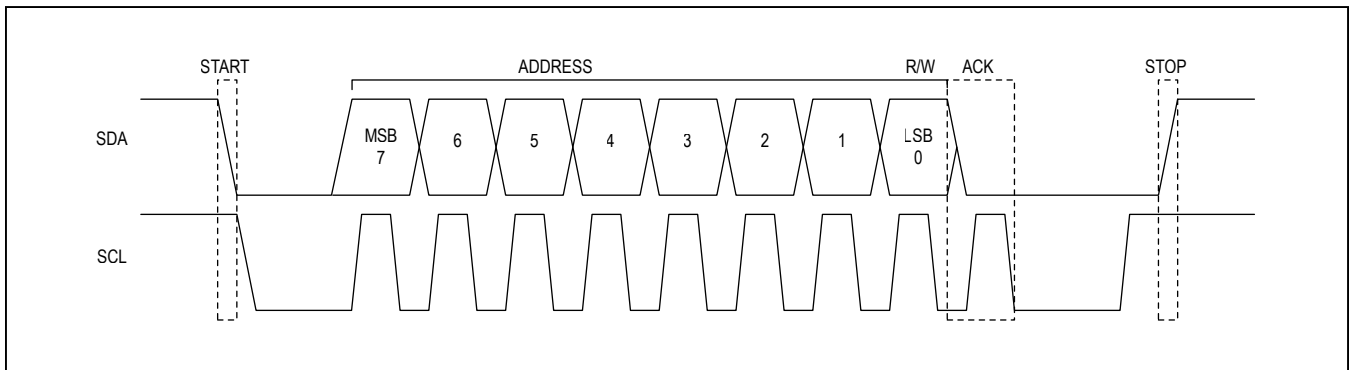 START ADDRESS R/W ACK STOP
SDA
MSB 6 5 4 3 2 1 LSB
7 0
SCL